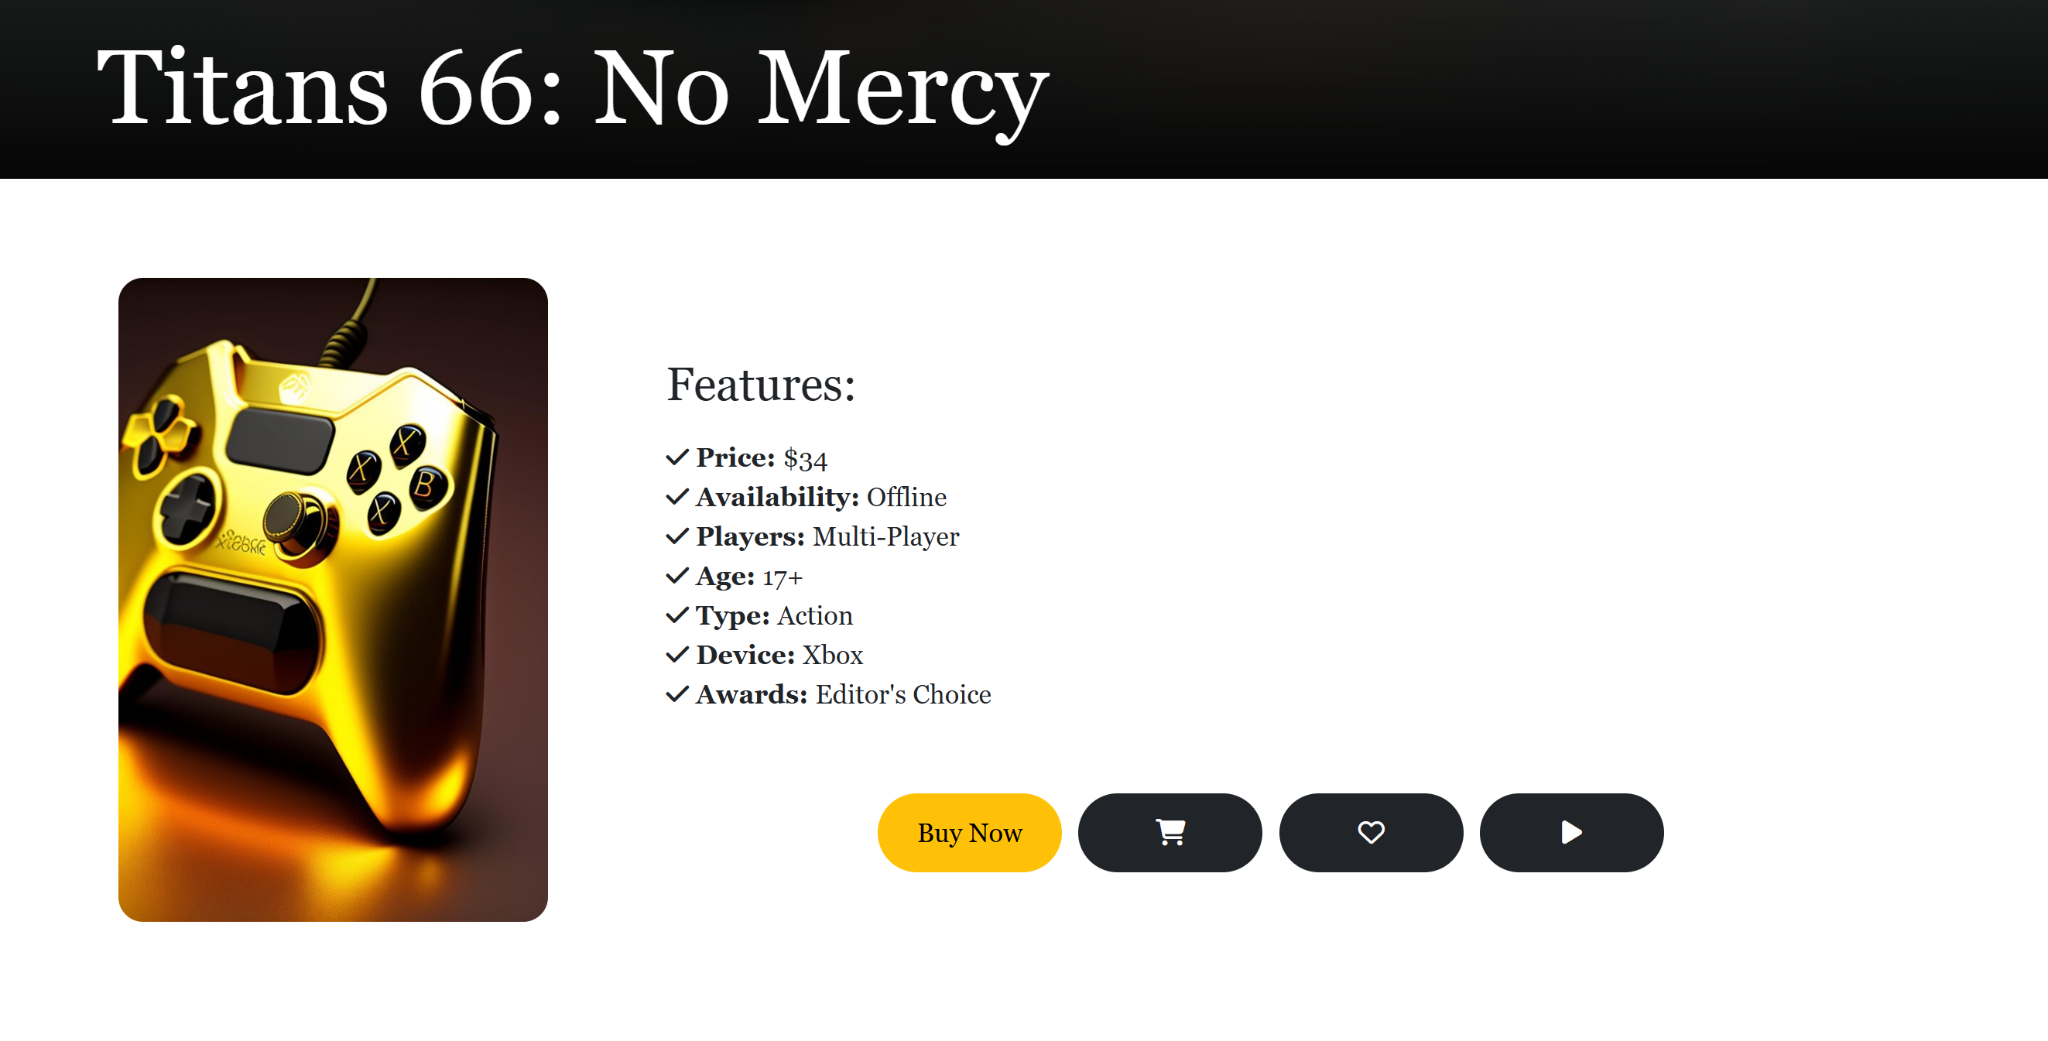 Titans 66: No Mercy
Features:
Price: $34
Availability: Offline
Players: Multi-Player
Age: 17+
Type: Action
Device: Xbox
Awards: Editor's Choice
X
X
B
X
Buy Now